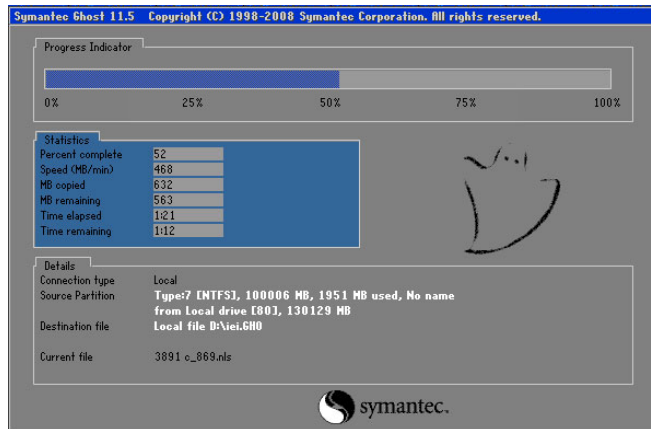 Symantec Ghost 11.5 Copyright (C) 1998-2008 Symantec Corporation. All rights reserved.
Progress Indicator
0% 25% 50% 75% 100%
Statistics
Percent complete 52
Speed (MB/min) 468
MB copied 632
MB remaining 563
Time elapsed 1:21
Time remaining 1:12
Details
Connection type Local
Source Partition Type:7 [NTFS], 100006 MB, 1951 MB used, No name
from Local drive [80], 130129 MB
Destination file Local file D:\iei.GHO
Current file 3891 c_869.nls
symantec.